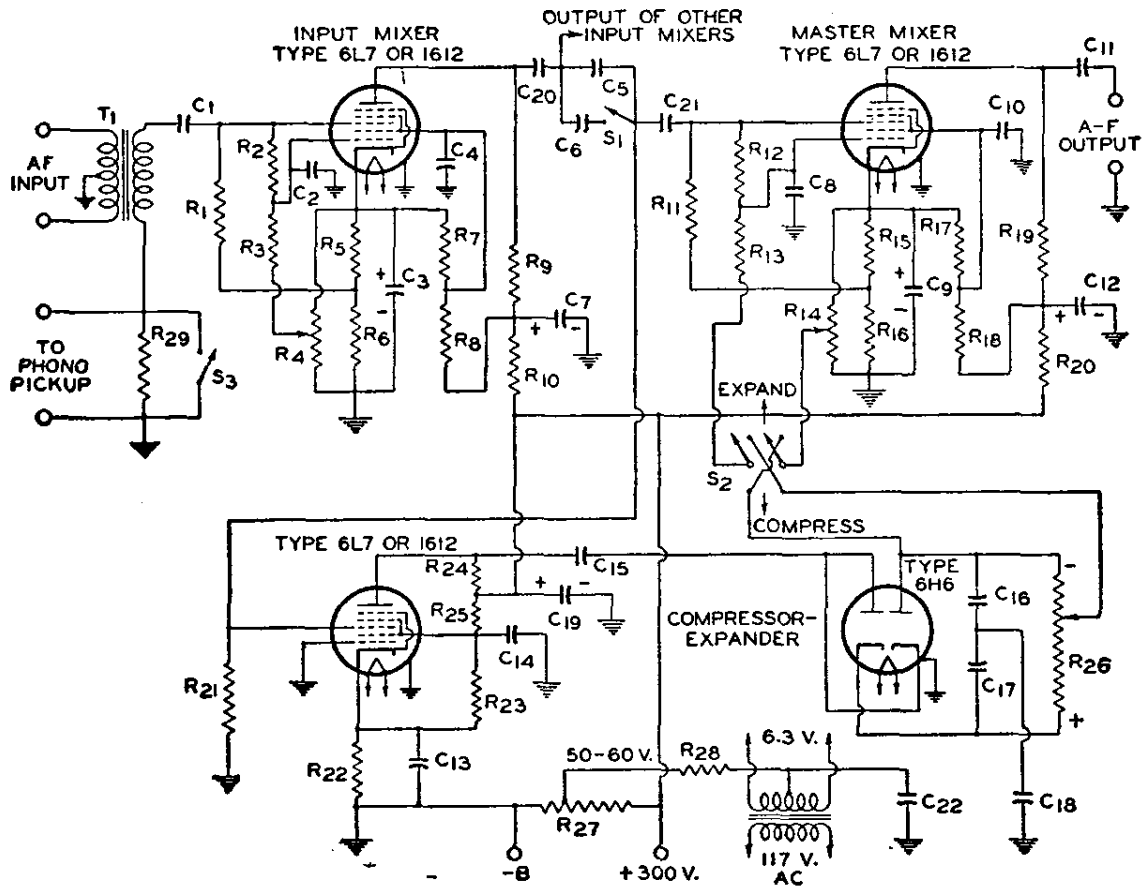 OUTPUT OF OTHER
INPUT MIXERS
INPUT MIXER
TYPE 6L7 OR 1612
MASTER MIXER
TYPE 6L7 OR 1612
C11
C20
C5
C21
C10
T1
C1
R2
C4
C6
S1
R12
C8
A-F
OUTPUT
AF
INPUT
C2
R1
R3
R5
R7
R11
R13
R15
R17
R19
+
C3
-
R9
+
C9
-
C7
+
-
C12
+
-
R4
R6
R8
R10
R14
R16
R18
R20
TO
PHONO
PICKUP
R29
S3
EXPAND
S2
COMPRESS
TYPE 6L7 OR 1612
R24
C15
TYPE
6H6
-
+
-
C19
R25
COMPRESSOR-
EXPANDER
C16
C14
R21
R23
C17
R26
+
R22
C13
50-60 V.
R28
6.3 V.
R27
C22
C18
-
-B
+300 V.
117 V.
AC